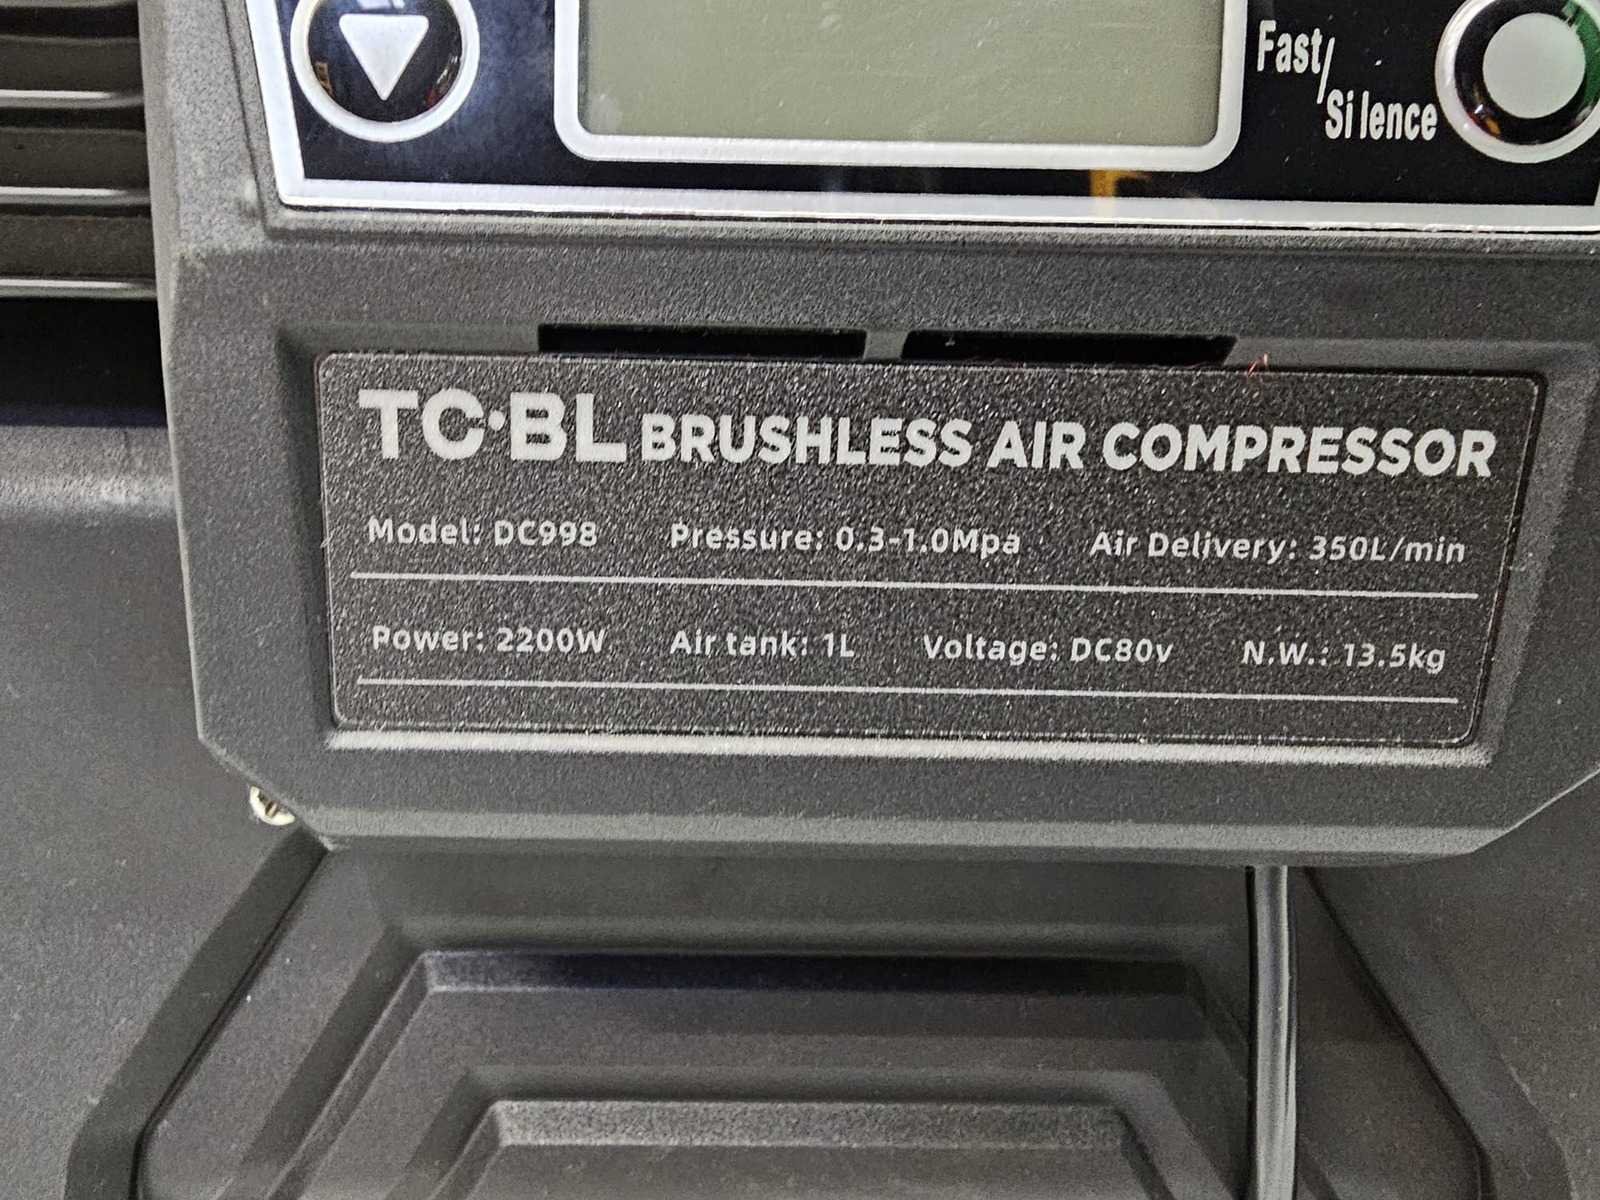 Fast/
Silence
TC·BL BRUSHLESS AIR COMPRESSOR
Model: DC998 Pressure: 0.3-1.0Mpa Air Delivery: 350L/min
Power: 2200W Air tank: 1L Voltage: DC80v N.W.: 13.5kg